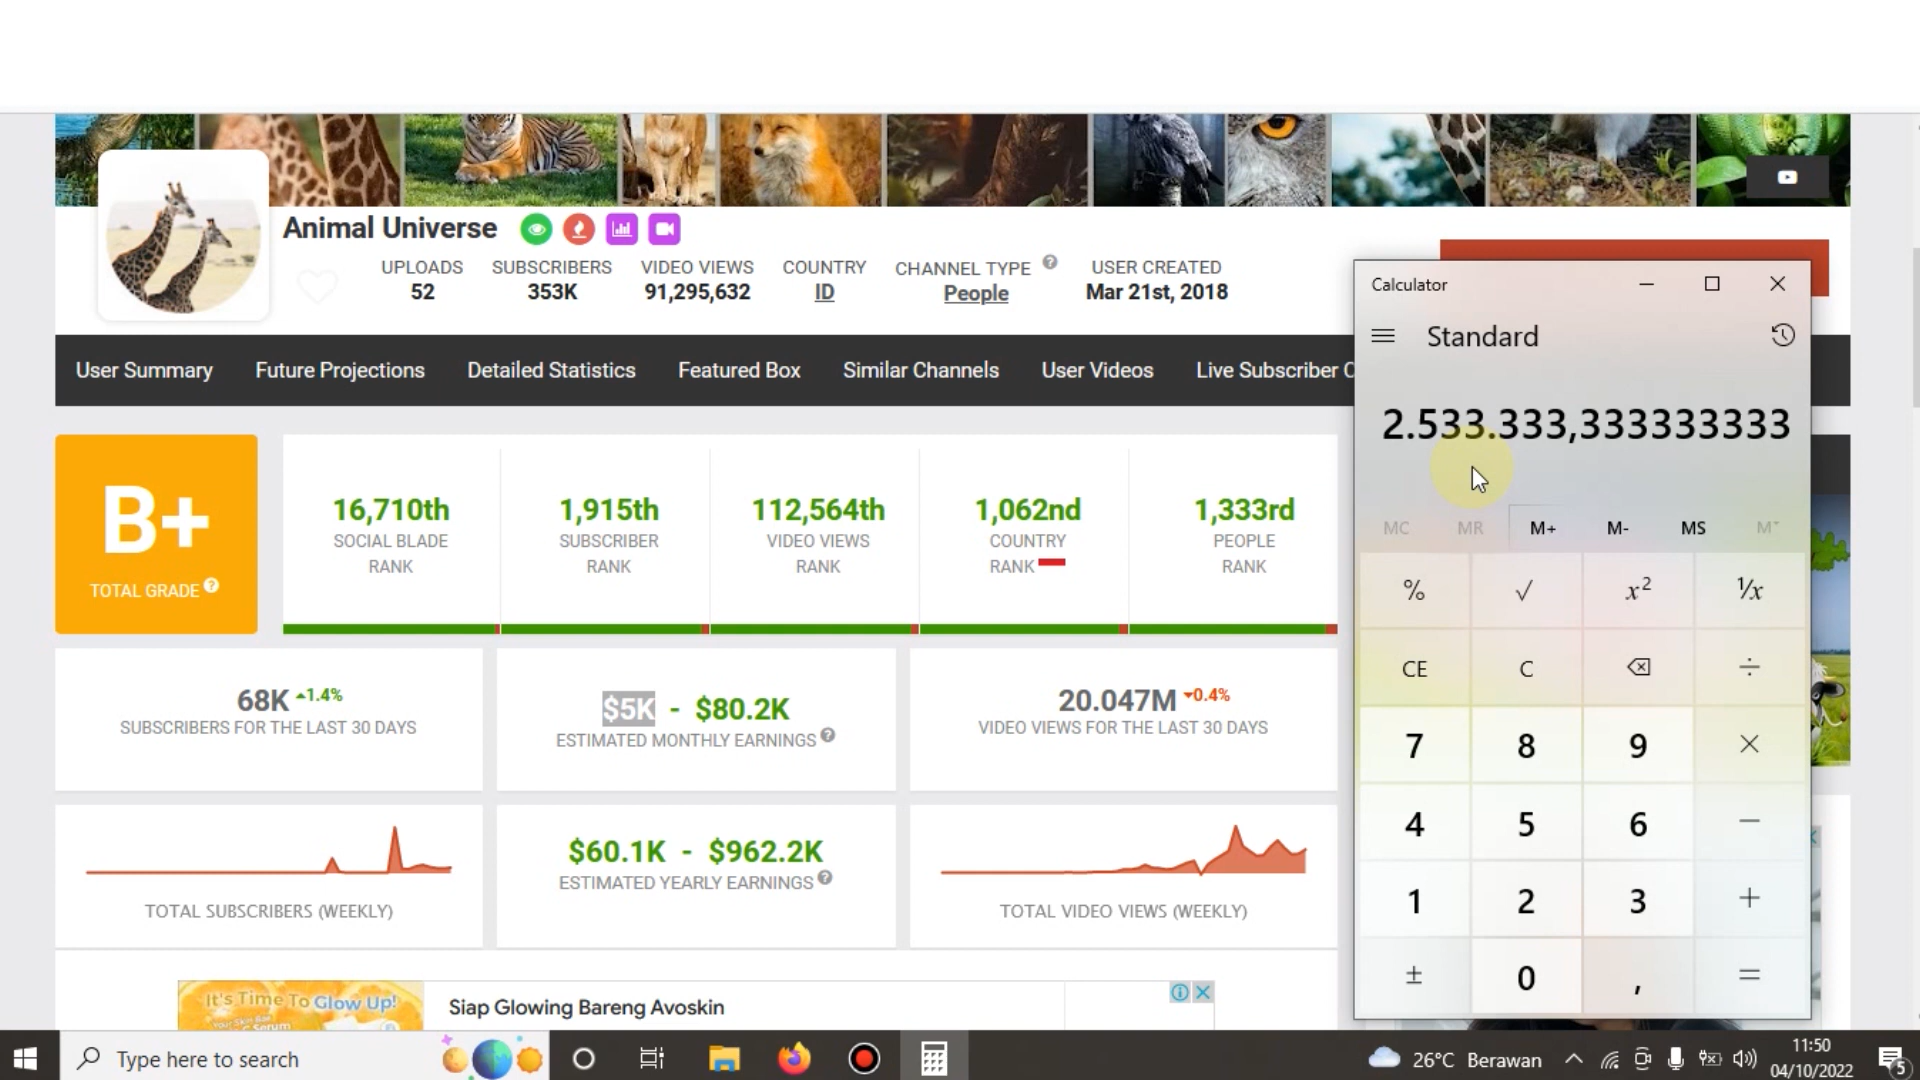 Animal Universe
UPLOADS
52
SUBSCRIBERS
353K
VIDEO VIEWS
91,295,632
COUNTRY
ID
CHANNEL TYPE ?
People
USER CREATED
Mar 21st, 2018
User Summary Future Projections Detailed Statistics Featured Box Similar Channels User Videos Live Subscriber C
B+
TOTAL GRADE ?
16,710th
SOCIAL BLADE
RANK
1,915th
SUBSCRIBER
RANK
112,564th
VIDEO VIEWS
RANK
1,062nd
COUNTRY
RANK
1,333rd
PEOPLE
RANK
68K 1.4%
SUBSCRIBERS FOR THE LAST 30 DAYS
$5K - $80.2K
ESTIMATED MONTHLY EARNINGS ?
20.047M 0.4%
VIDEO VIEWS FOR THE LAST 30 DAYS
TOTAL SUBSCRIBERS (WEEKLY)
$60.1K - $962.2K
ESTIMATED YEARLY EARNINGS ?
TOTAL VIDEO VIEWS (WEEKLY)
It's Time To Glow Up!
Serum
Siap Glowing Bareng Avoskin
Calculator
Standard
2.533.333,333333333
MC MR M+ M- MS M˅
% √ x² ¹/x
CE C ÷
7 8 9 ×
4 5 6 −
1 2 3 +
± 0 , =
Type here to search
26°C Berawan
11:50
04/10/2022
5